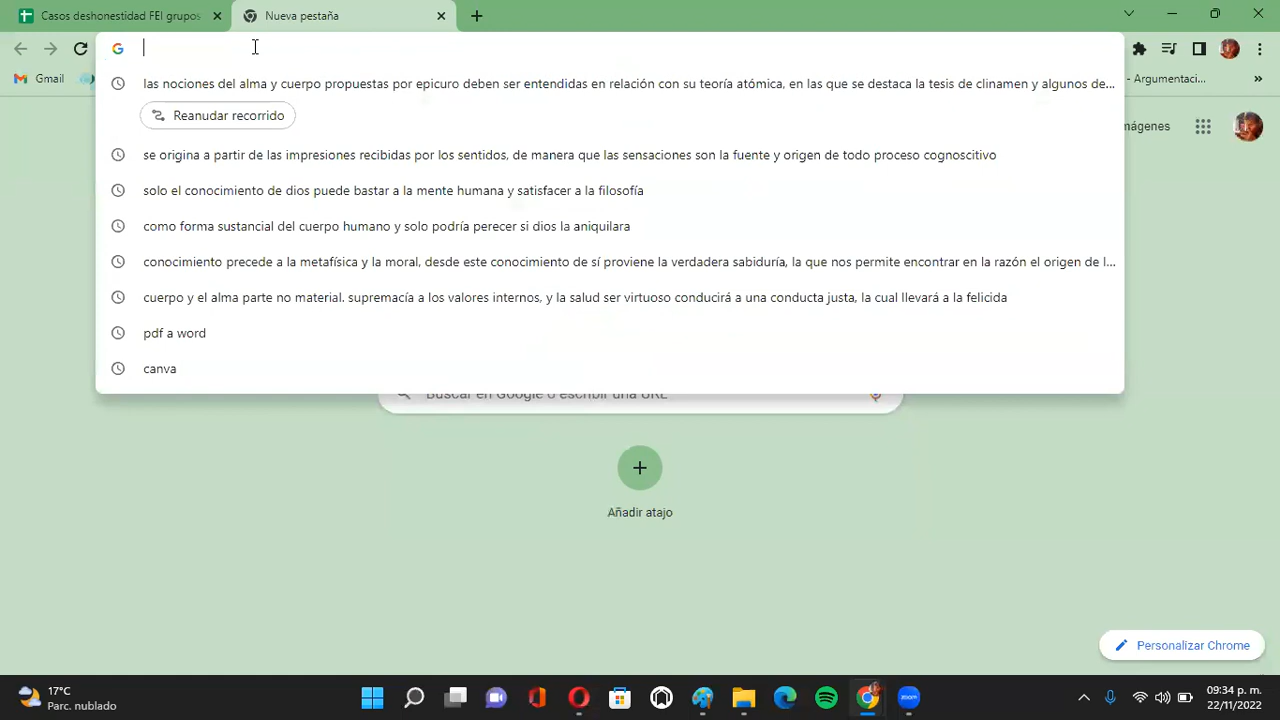 Casos deshonestidad FEI grupos
Nueva pestaña
Gmail
- Argumentaci...
las nociones del alma y cuerpo propuestas por epicuro deben ser entendidas en relación con su teoría atómica, en las que se destaca la tesis de clinamen y algunos de...
Reanudar recorrido
mágenes
se origina a partir de las impresiones recibidas por los sentidos, de manera que las sensaciones son la fuente y origen de todo proceso cognoscitivo
solo el conocimiento de dios puede bastar a la mente humana y satisfacer a la filosofía
como forma sustancial del cuerpo humano y solo podría perecer si dios la aniquilara
conocimiento precede a la metafísica y la moral, desde este conocimiento de sí proviene la verdadera sabiduría, la que nos permite encontrar en la razón el origen de l...
cuerpo y el alma parte no material. supremacía a los valores internos, y la salud ser virtuoso conducirá a una conducta justa, la cual llevará a la felicida
pdf a word
canva
Buscar en Google o escribir una URL
Añadir atajo
Personalizar Chrome
17°C
Parc. nublado
09:34 p. m.
22/11/2022